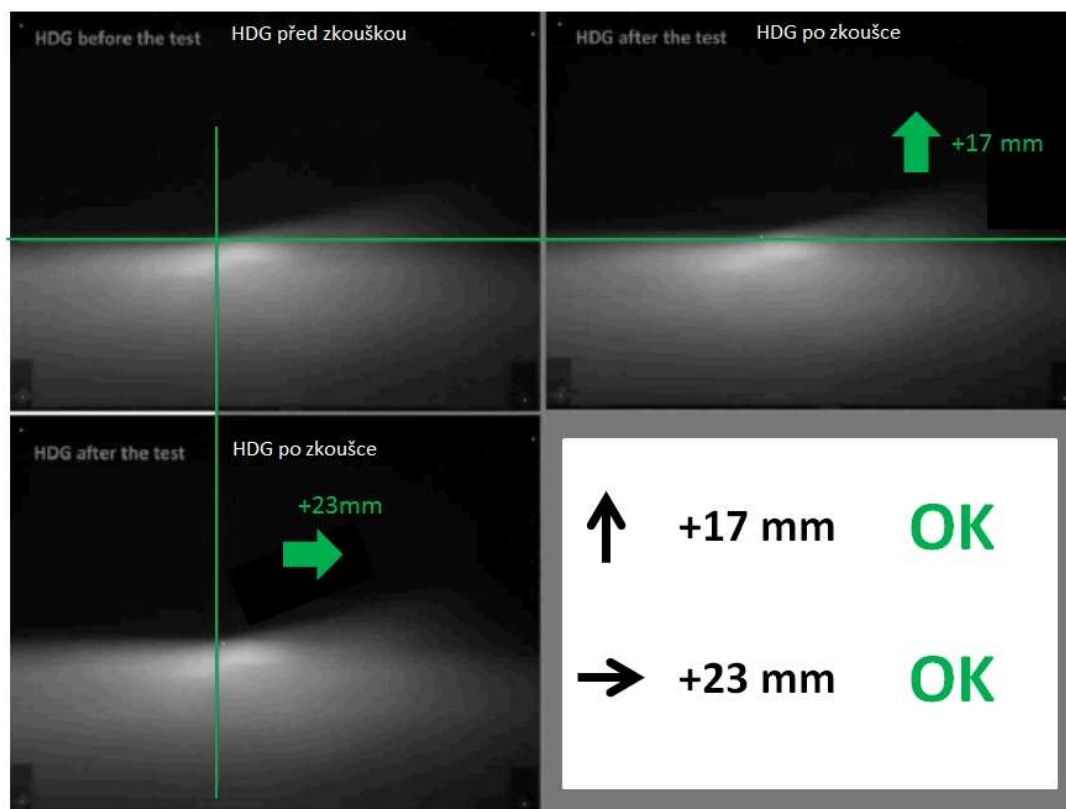 HDG before the test
HDG před zkouškou
HDG after the test
HDG po zkoušce
+17 mm
HDG after the test
HDG po zkoušce
+23mm
+17 mm OK
+23 mm OK